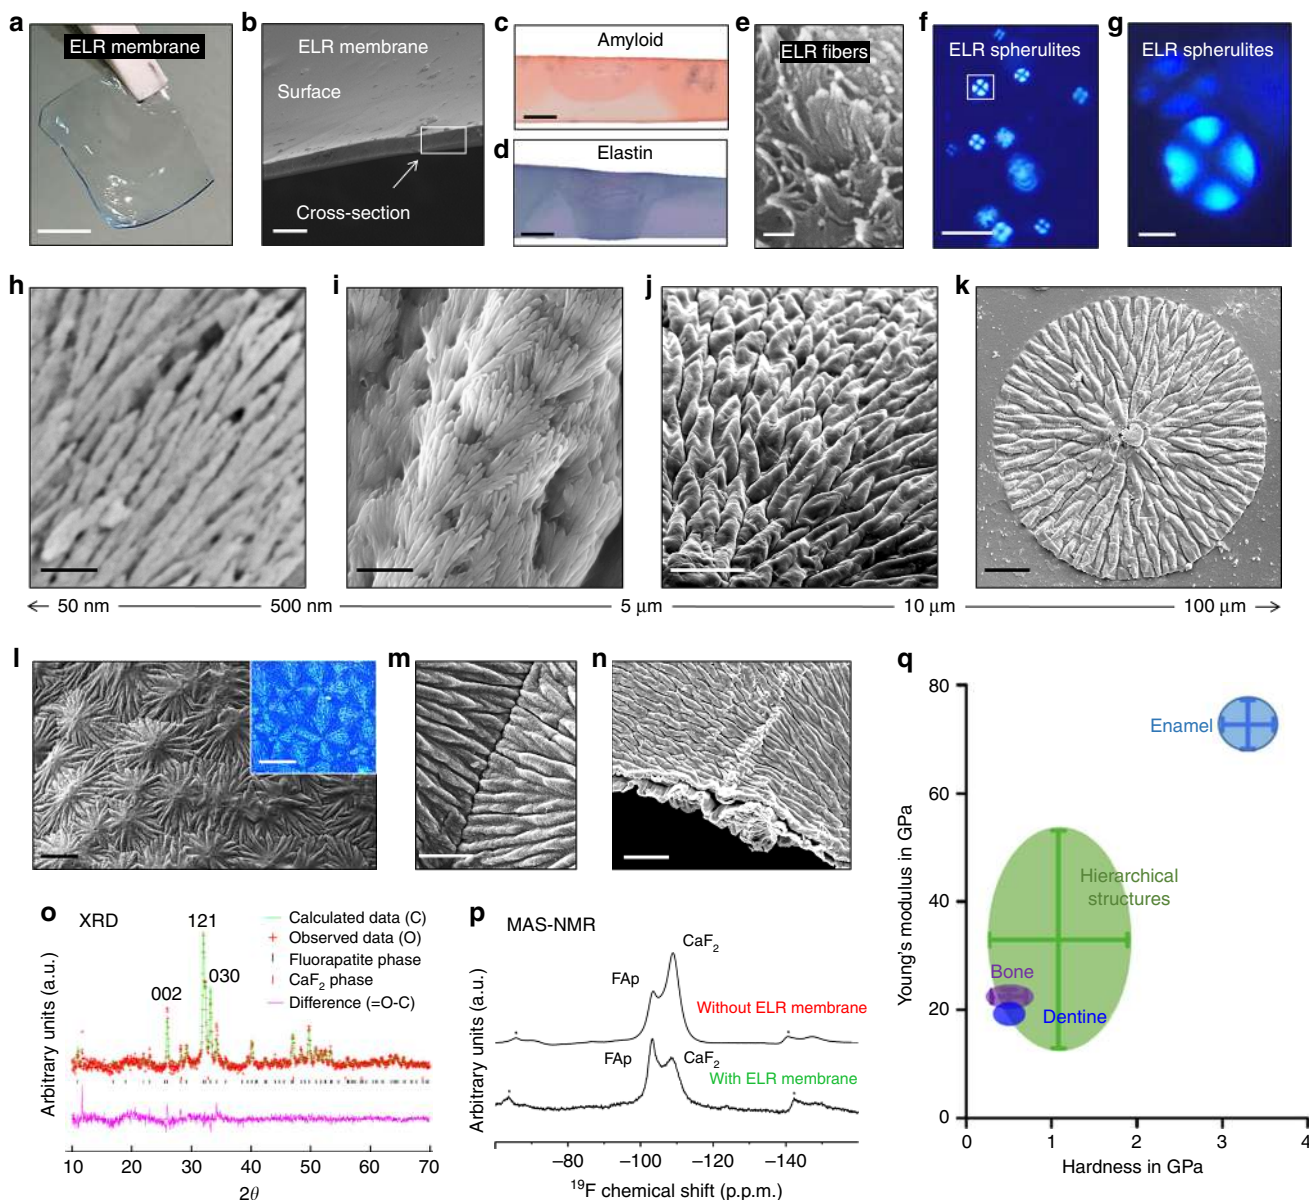 a
ELR membrane
b
ELR membrane
Surface
Cross-section
c
Amyloid
d
Elastin
e
ELR fibers
f
ELR spherulites
g
ELR spherulites
h
i
j
k
50 nm
500 nm
5 μm
10 μm
100 μm
l
m
n
o
XRD
121
002
030
Calculated data (C)
Observed data (O)
Fluorapatite phase
CaF₂ phase
Difference (=O-C)
Arbitrary units (a.u.)
10 20 30 40 50 60 70
2θ
p
MAS-NMR
CaF₂
FAp
Without ELR membrane
* *
FAp
CaF₂
With ELR membrane
* *
Arbitrary units (a.u.)
–80 –100 –120 –140
¹⁹F chemical shift (p.p.m.)
q
80
60
40
20
0
Young's modulus in GPa
Enamel
Hierarchical
structures
Bone
Dentine
0 1 2 3 4
Hardness in GPa